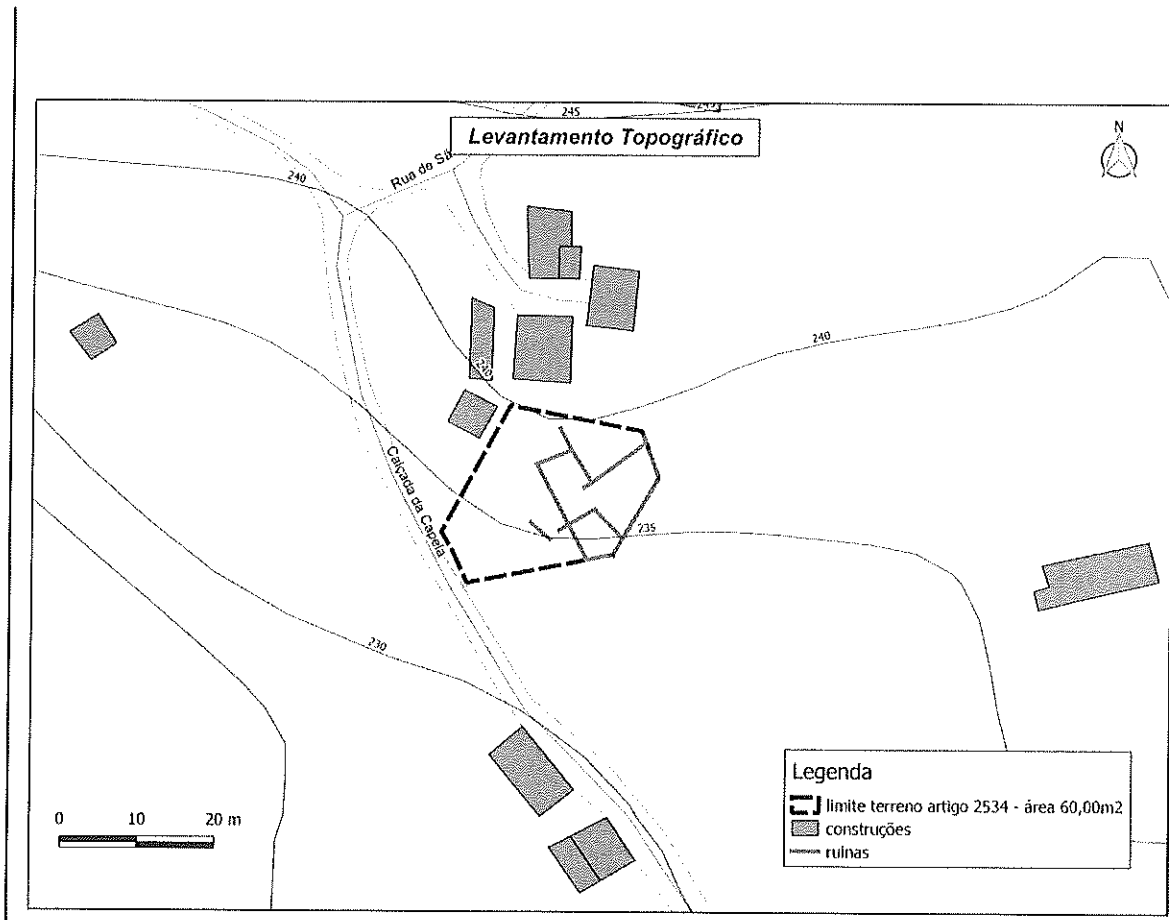 245
Levantamento Topográfico
N
Rua de Sã
240
240
240
Calçada da Capela
235
230
0 10 20 m
Legenda
limite terreno artigo 2534 - área 60,00m2
construções
ruínas